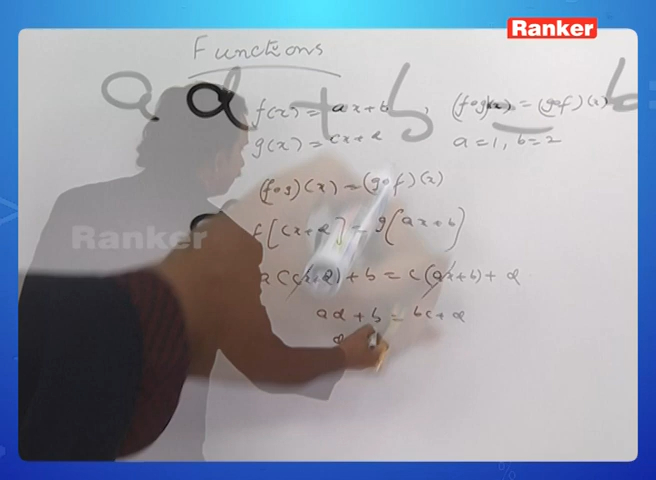 Ranker
Functions
a d + b b
f(x) = ax+b, (fog)(x) = (gof)(x)
g(x) = cx+d a=1, b=2
(fog)(x) = (gof)(x)
f[cx+d] = g[ax+b]
Ranker
a(cx+d)+b = c(ax+b)+d
ad+b = bc+d